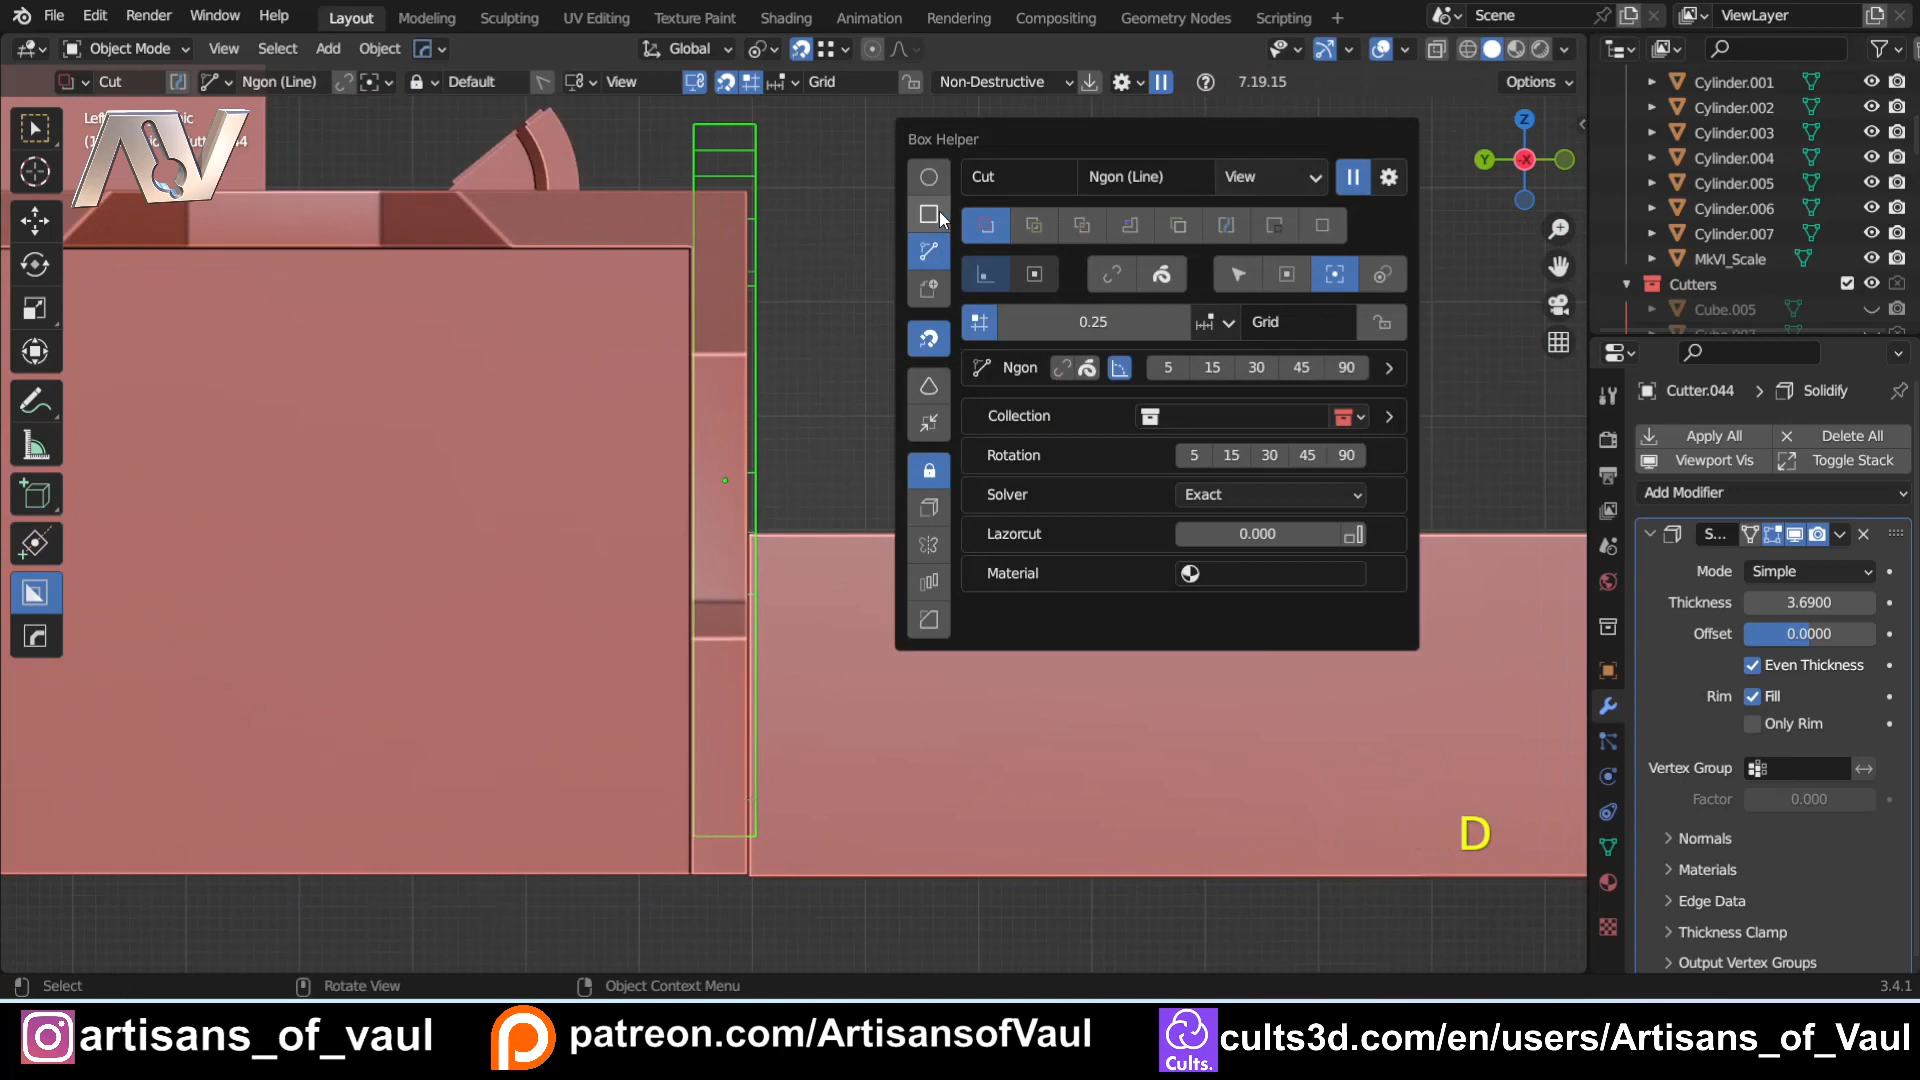 File Edit Render Window Help Layout Modeling Sculpting UV Editing Texture Paint Shading Animation Rendering Compositing Geometry Nodes Scripting + Scene ViewLayer
Object Mode View Select Add Object Global
Cut Ngon (Line) Default View Grid Non-Destructive 7.19.15 Options
AV
Box Helper
Cut Ngon (Line) View
0.25 Grid
Ngon 5 15 30 45 90
Collection
Rotation 5 15 30 45 90
Solver Exact
Lazorcut 0.000
Material
Z
Y
X
D
Cylinder.001
Cylinder.002
Cylinder.003
Cylinder.004
Cylinder.005
Cylinder.006
Cylinder.007
MkVI_Scale
Cutters
Cube.005
Cutter.044 > Solidify
Apply All Delete All
Viewport Vis Toggle Stack
Add Modifier
S...
Mode Simple
Thickness 3.6900
Offset 0.0000
Even Thickness
Rim Fill
Only Rim
Vertex Group
Factor 0.000
Normals
Materials
Edge Data
Thickness Clamp
Output Vertex Groups
Select Rotate View Object Context Menu 3.4.1
artisans_of_vaul patreon.com/ArtisansofVaul Cults. cults3d.com/en/users/Artisans_of_Vaul